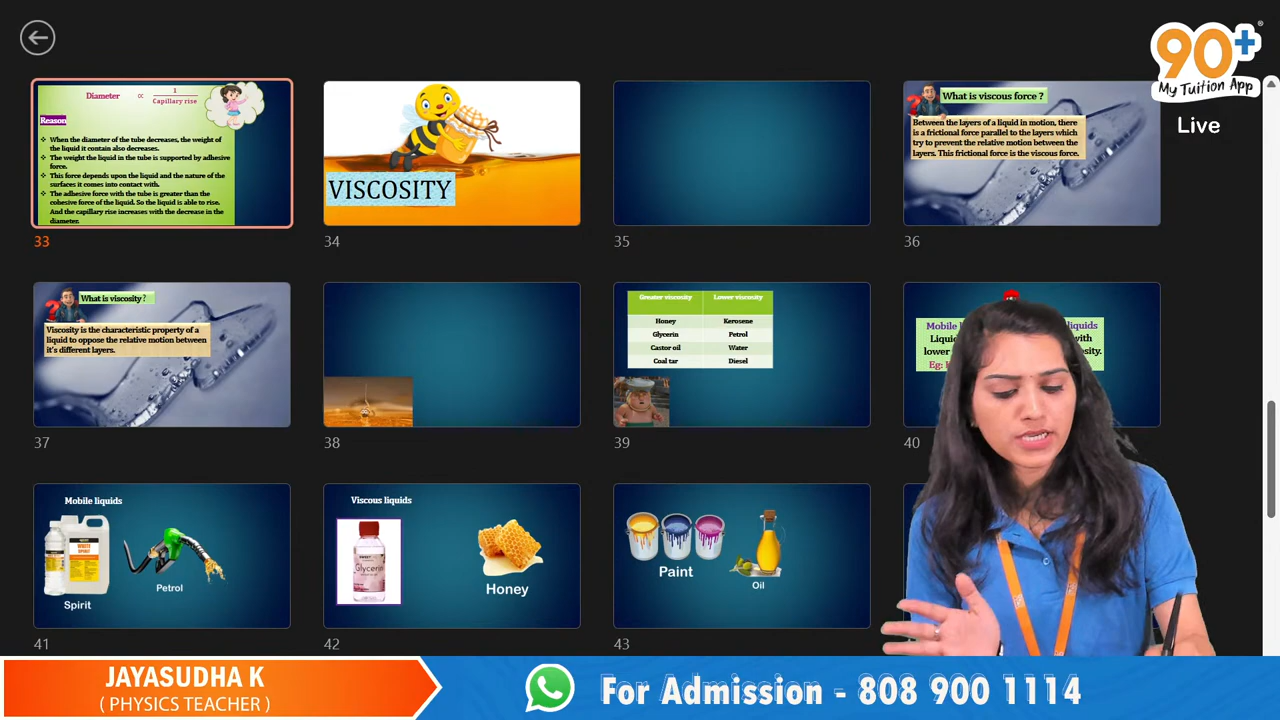 90+
My Tuition App
Live
Diameter ∝ 1
Capillary rise
Reason
When the diameter of the tube decreases, the weight of
the liquid it contain also decreases.
The weight the liquid in the tube is supported by adhesive
force.
This force depends upon the liquid and the nature of the
surfaces it comes into contact with.
The adhesive force with the tube is greater than the
cohesive force of the liquid. So the liquid is able to rise.
And the capillary rise increases with the decrease in the
diameter.
33
VISCOSITY
34
35
What is viscous force ?
Between the layers of a liquid in motion, there
is a frictional force parallel to the layers which
try to prevent the relative motion between the
layers. This frictional force is the viscous force.
36
What is viscosity?
Viscosity is the characteristic property of a
liquid to oppose the relative motion between
it's different layers.
37
38
Greater viscosity Lower viscosity
Honey Kerosene
Glycerin Petrol
Castor oil Water
Coal tar Diesel
39
Mobile
lower
40
Mobile liquids
Spirit
Petrol
41
Viscous liquids
Glycerin
Honey
42
Paint
Oil
43
JAYASUDHA K
( PHYSICS TEACHER )
For Admission - 808 900 1114